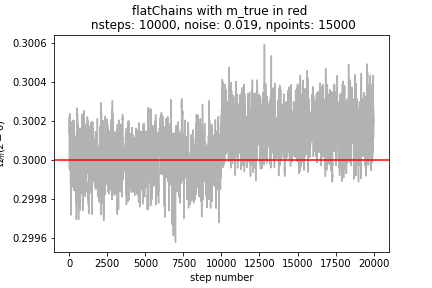 flatChains with m_true in red
nsteps: 10000, noise: 0.019, npoints: 15000
0.3006
0.3004
0.3002
0.3000
0.2998
0.2996
0 2500 5000 7500 10000 12500 15000 17500 20000
step number